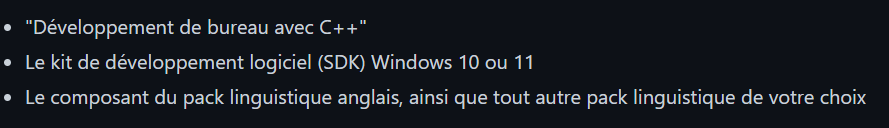 "Développement de bureau avec C++"
Le kit de développement logiciel (SDK) Windows 10 ou 11
Le composant du pack linguistique anglais, ainsi que tout autre pack linguistique de votre choix